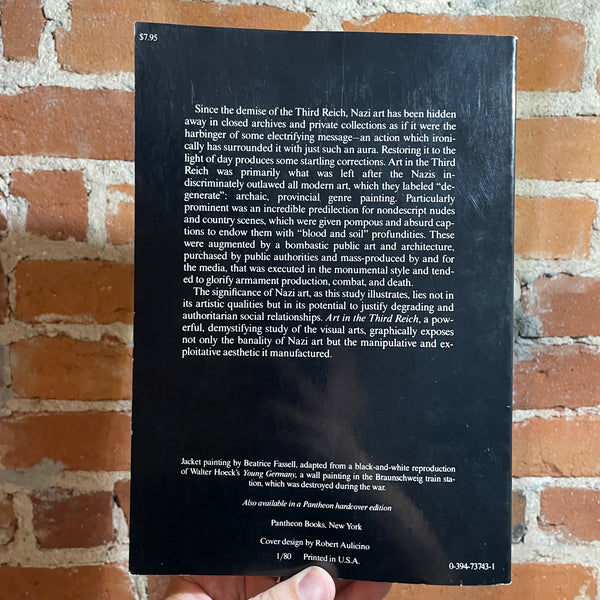 $7.95
Since the demise of the Third Reich, Nazi art has been hidden
away in closed archives and private collections as if it were the
harbinger of some electrifying message—an action which ironi-
cally has surrounded it with just such an aura. Restoring it to the
light of day produces some startling corrections. Art in the Third
Reich was primarily what was left after the Nazis in-
discriminately outlawed all modern art, which they labeled “de-
generate”: archaic, provincial genre painting. Particularly
prominent was an incredible predilection for nondescript nudes
and country scenes, which were given pompous and absurd cap-
tions to endow them with “blood and soil” profundities. These
were augmented by a bombastic public art and architecture,
purchased by public authorities and mass-produced by and for
the media, that was executed in the monumental style and tend-
ed to glorify armament production, combat, and death.
The significance of Nazi art, as this study illustrates, lies not in
its artistic qualities but in its potential to justify degrading and
authoritarian social relationships. Art in the Third Reich, a pow-
erful, demystifying study of the visual arts, graphically exposes
not only the banality of Nazi art but the manipulative and ex-
ploitative aesthetic it manufactured.
Jacket painting by Beatrice Fassell, adapted from a black-and-white reproduction
of Walter Hoeck's Young Germany, a wall painting in the Braunschweig train sta-
tion, which was destroyed during the war.
Also available in a Pantheon hardcover edition
Pantheon Books, New York
Cover design by Robert Aulicino
1/80 Printed in U.S.A.
0-394-73743-1